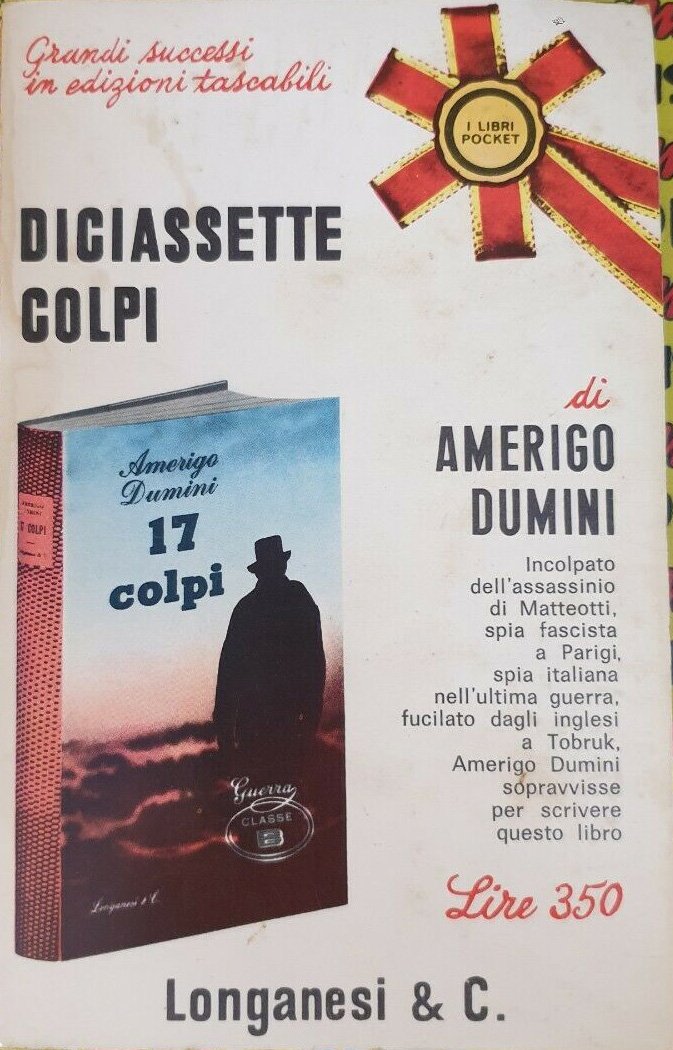 Grandi successi
in edizioni tascabili
I LIBRI
POCKET
DICIASSETTE
COLPI
di
AMERIGO
DUMINI
Amerigo
Dumini
17
colpi
COLPI
Guerra
CLASSE
B
Longanesi & C.
Incolpato
dell'assassinio
di Matteotti,
spia fascista
a Parigi,
spia italiana
nell'ultima guerra,
fucilato dagli inglesi
a Tobruk,
Amerigo Dumini
sopravvisse
per scrivere
questo libro
Lire 350
Longanesi & C.